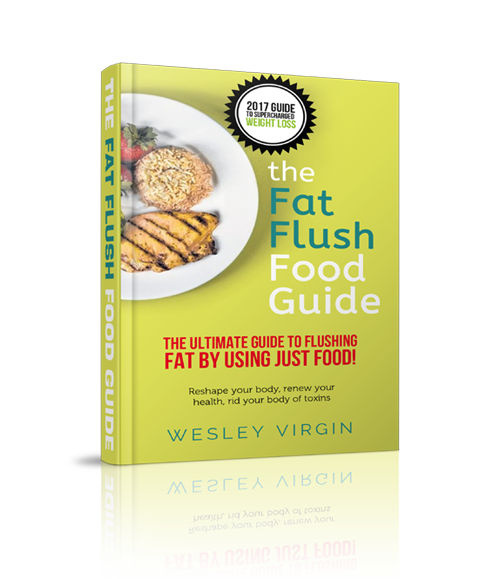 THE FAT FLUSH FOOD GUIDE
2017 GUIDE
TO SUPERCHARGED
WEIGHT LOSS
the
Fat
Flush
Food
Guide
THE ULTIMATE GUIDE TO FLUSHING
FAT BY USING JUST FOOD!
Reshape your body, renew your
health, rid your body of toxins
WESLEY VIRGIN